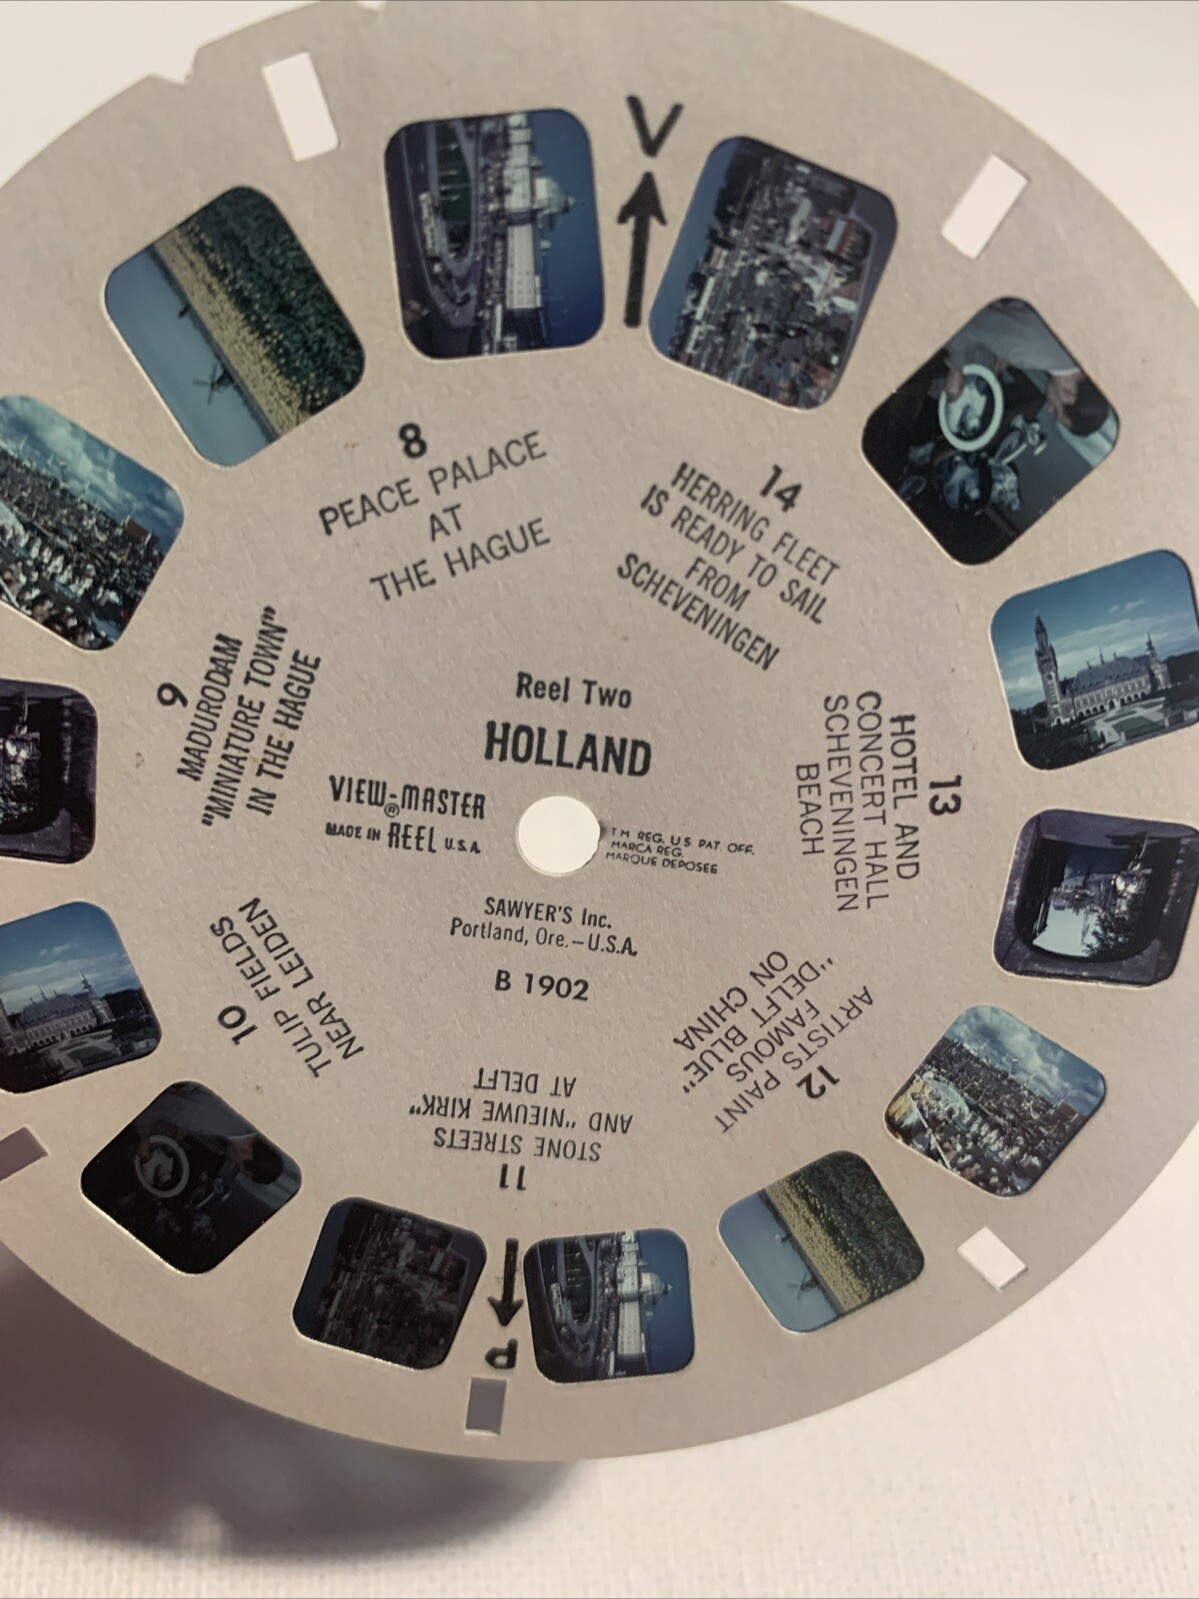 V
8
PEACE PALACE
AT
THE HAGUE
14
HERRING FLEET
IS READY TO SAIL
FROM
SCHEVENINGEN
13
HOTEL AND
CONCERT HALL
SCHEVENINGEN
BEACH
12
ARTISTS PAINT
FAMOUS
"DELFT BLUE"
ON CHINA
11
STONE STREETS
AND "NIEUWE KIRK"
AT DELFT
10
TULIP FIELDS
NEAR LEIDEN
9
MADURODAM
"MINIATURE TOWN"
IN THE HAGUE
Reel Two
HOLLAND
VIEW-MASTER
®
MADE IN REEL U.S.A.
T M REG. U S PAT. OFF.
MARCA REG.
MARQUE DEPOSEE
SAWYER'S Inc.
Portland, Ore.–U.S.A.
B 1902
P